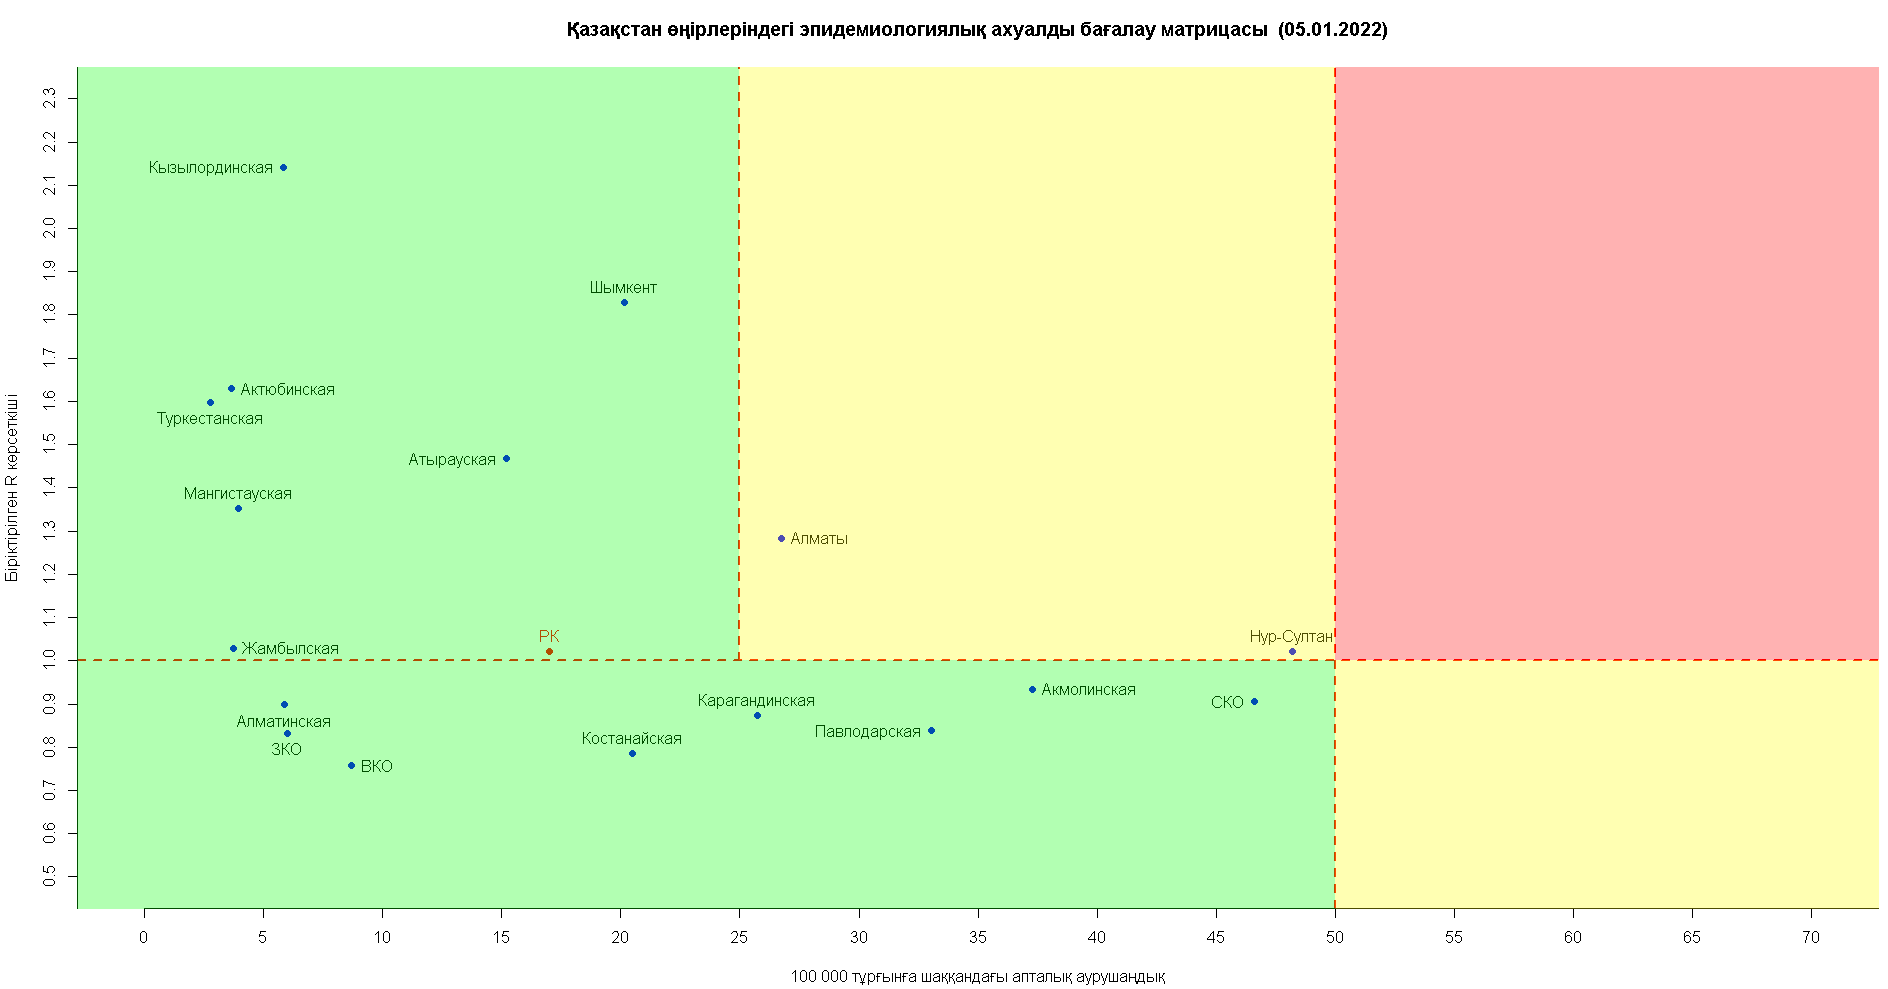 Қазақстан өңірлеріндегі эпидемиологиялық ахуалды бағалау матрицасы (05.01.2022)
Біріктірілген R көрсеткіші
2.3
2.2
2.1
2.0
1.9
1.8
1.7
1.6
1.5
1.4
1.3
1.2
1.1
1.0
0.9
0.8
0.7
0.6
0.5
Кызылординская
Шымкент
Актюбинская
Туркестанская
Атырауская
Мангистауская
Алматы
РК
Нур-Султан
Жамбылская
Акмолинская
Карагандинская
СКО
Алматинская
Павлодарская
Костанайская
ЗКО
ВКО
0 5 10 15 20 25 30 35 40 45 50 55 60 65 70
100 000 тұрғынға шаққандағы апталық аурушаңдық